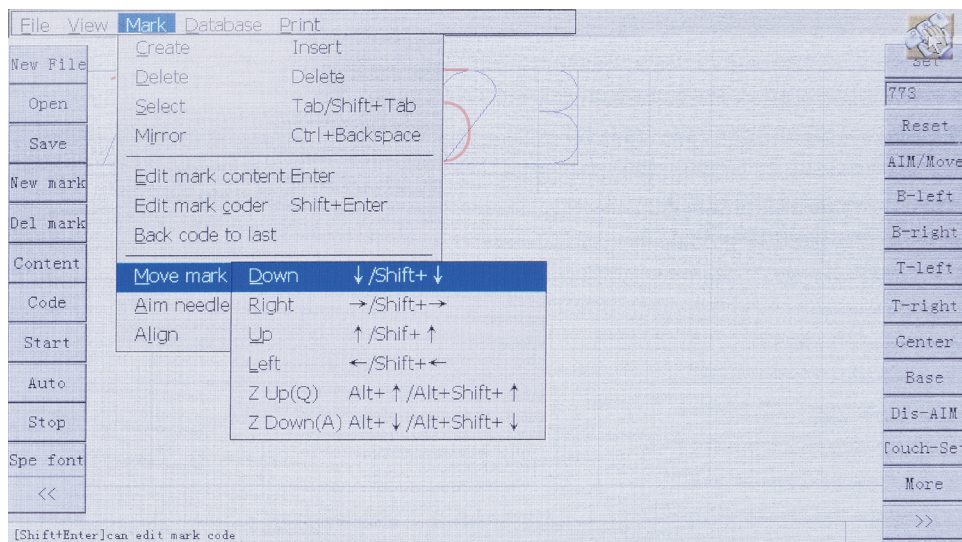 File View Mark Database Print
New File
Open
Save
New mark
Del mark
Content
Code
Start
Auto
Stop
Spe font
<<
Create Insert
Delete Delete
Select Tab/Shift+Tab
Mirror Ctrl+Backspace
Edit mark content Enter
Edit mark coder Shift+Enter
Back code to last
Move mark
Aim needle
Align
Down ↓/Shift+↓
Right →/Shift+→
Up ↑/Shif+↑
Left ←/Shift+←
Z Up(Q) Alt+↑/Alt+Shift+↑
Z Down(A) Alt+↓/Alt+Shift+↓
Set
773
Reset
AIM/Move
B-left
B-right
T-left
T-right
Center
Base
Dis-AIM
Touch-Se
More
>>
[Shift+Enter]can edit mark code